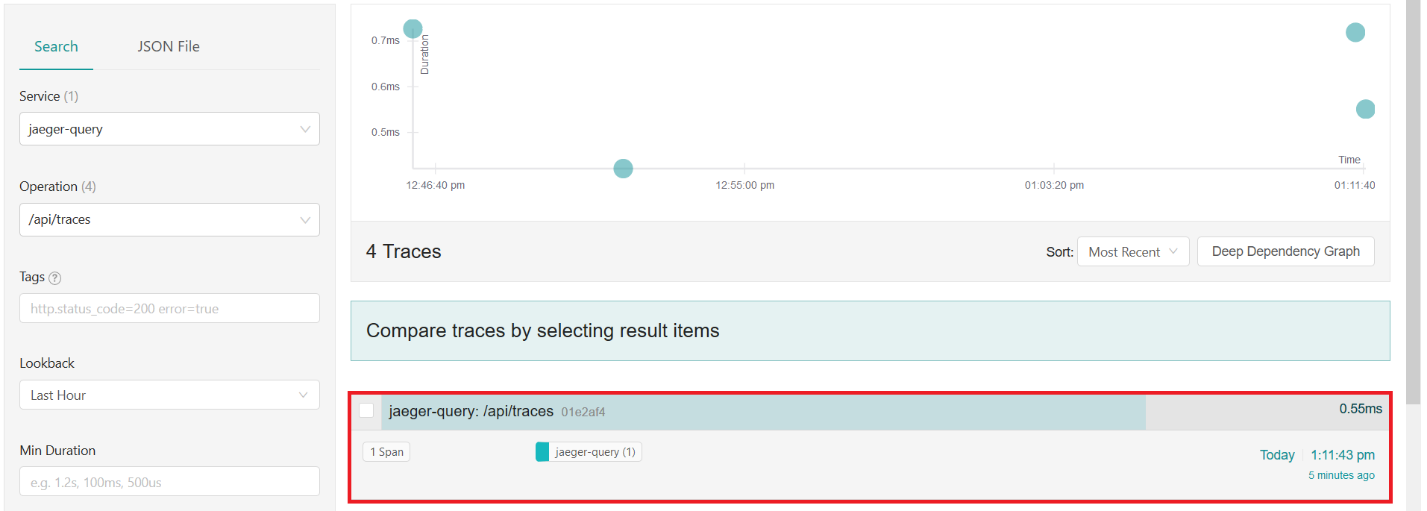 Search
JSON File
Service (1)
jaeger-query
Operation (4)
/api/traces
Tags ?
http.status_code=200 error=true
Lookback
Last Hour
Min Duration
e.g. 1.2s, 100ms, 500us
Duration
0.7ms
0.6ms
0.5ms
Time
12:46:40 pm
12:55:00 pm
01:03:20 pm
01:11:40
4 Traces
Sort:
Most Recent
Deep Dependency Graph
Compare traces by selecting result items
jaeger-query: /api/traces 01e2af4
0.55ms
1 Span
jaeger-query (1)
Today
1:11:43 pm
5 minutes ago